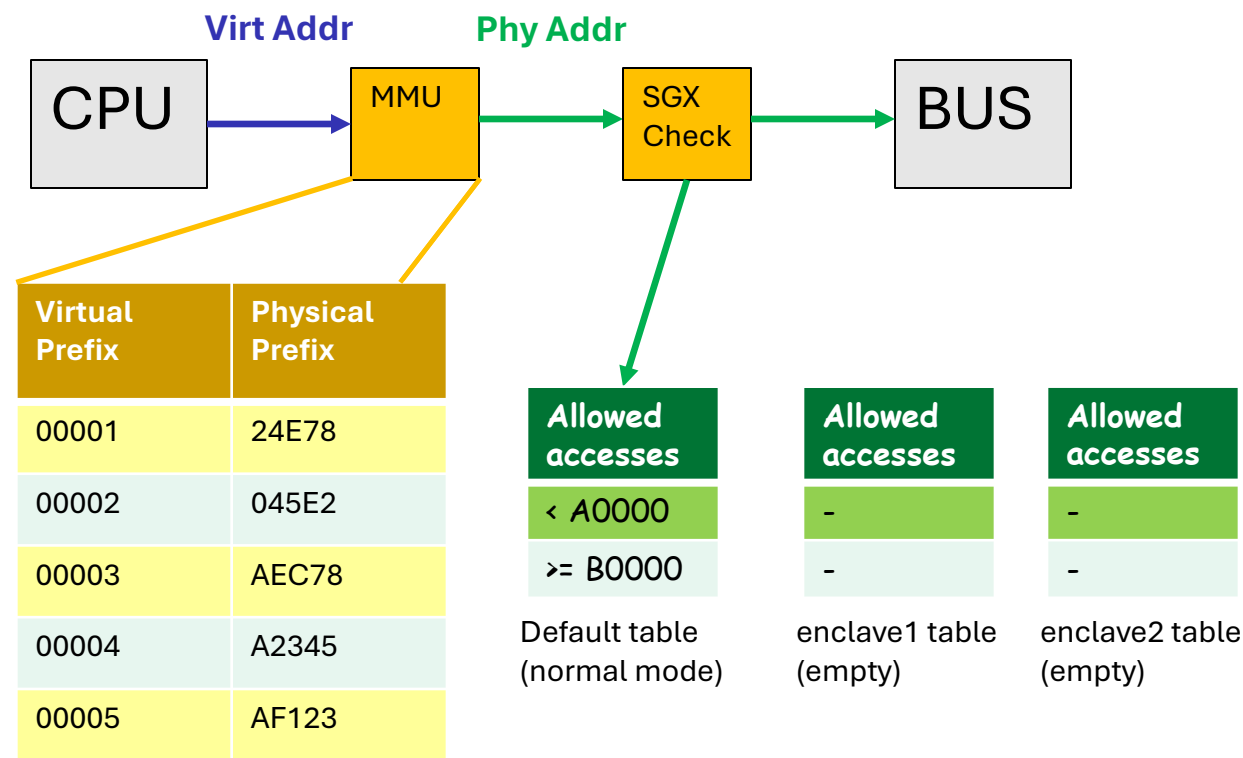 Virt Addr
Phy Addr
CPU
MMU
SGX
Check
BUS
Virtual
Prefix
Physical
Prefix
00001
24E78
00002
045E2
00003
AEC78
00004
A2345
00005
AF123
Allowed
accesses
< A0000
>= B0000
Default table
(normal mode)
Allowed
accesses
-
-
enclave1 table
(empty)
Allowed
accesses
-
-
enclave2 table
(empty)